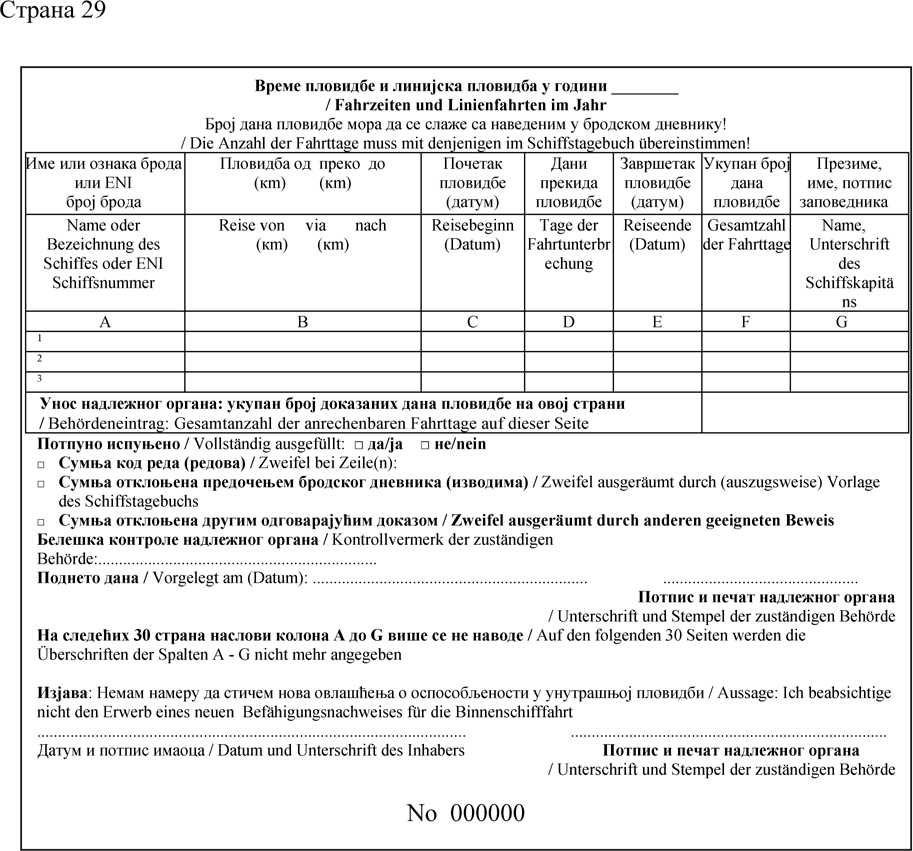 Страна 29
Време пловидбе и линијска пловидба у години ________
/ Fahrzeiten und Linienfahrten im Jahr
Број дана пловидбе мора да се слаже са наведеним у бродском дневнику!
/ Die Anzahl der Fahrttage muss mit denjenigen im Schiffstagebuch übereinstimmen!
Име или ознака брода
или ENI
број брода
Пловидба од преко до
(км) (км)
Почетак
пловидбе
(датум)
Дани
прекида
пловидбе
Завршетак
пловидбе
(датум)
Укупан број
дана
пловидбе
Презиме,
име, потпис
заповедника
Name oder
Bezeichnung des
Schiffes oder ENI
Schiffsnummer
Reise von via nach
(км) (км)
Reisebeginn
(Datum)
Tage der
Fahrtunterbr
echung
Reiseende
(Datum)
Gesamtzahl
der Fahrttage
Name,
Unterschrift
des
Schiffskapitä
ns
A B C D E F G
1
2
3
Унос надлежног органа: укупан број доказаних дана пловидбе на овој страни
/ Behördeneintrag: Gesamtanzahl der anrechenbaren Fahrttage auf dieser Seite
Потпуно испуњено / Vollständig ausgefüllt: □ да/ja □ не/nein
□ Сумња код реда (редова) / Zweifel bei Zeile(n):
□ Сумња отклоњена предочењем бродског дневника (изводима) / Zweifel ausgeräumt durch (auszugsweise) Vorlage
des Schiffstagebuchs
□ Сумња отклоњена другим одговарајућим доказом / Zweifel ausgeräumt durch anderen geeigneten Beweis
Белешка контроле надлежног органа / Kontrollvermerk der zuständigen
Behörde:................................................................
Поднето дана / Vorgelegt am (Datum): ............................................................... .............................................
Потпис и печат надлежног органа
/ Unterschrift und Stempel der zuständigen Behörde
На следећих 30 страна наслови колона А до G више се не наводе / Auf den folgenden 30 Seiten werden die
Überschriften der Spalten A - G nicht mehr angegeben
Изјава: Немам намеру да стичем нова овлашћења о оспособљености у унутрашњој пловидби / Aussage: Ich beabsichtige
nicht den Erwerb eines neuen Befähigungsnachweises für die Binnenschifffahrt
.................................................................................................. ........................................................................
Датум и потпис имаоца / Datum und Unterschrift des Inhabers
Потпис и печат надлежног органа
/ Unterschrift und Stempel der zuständigen Behörde
No 000000